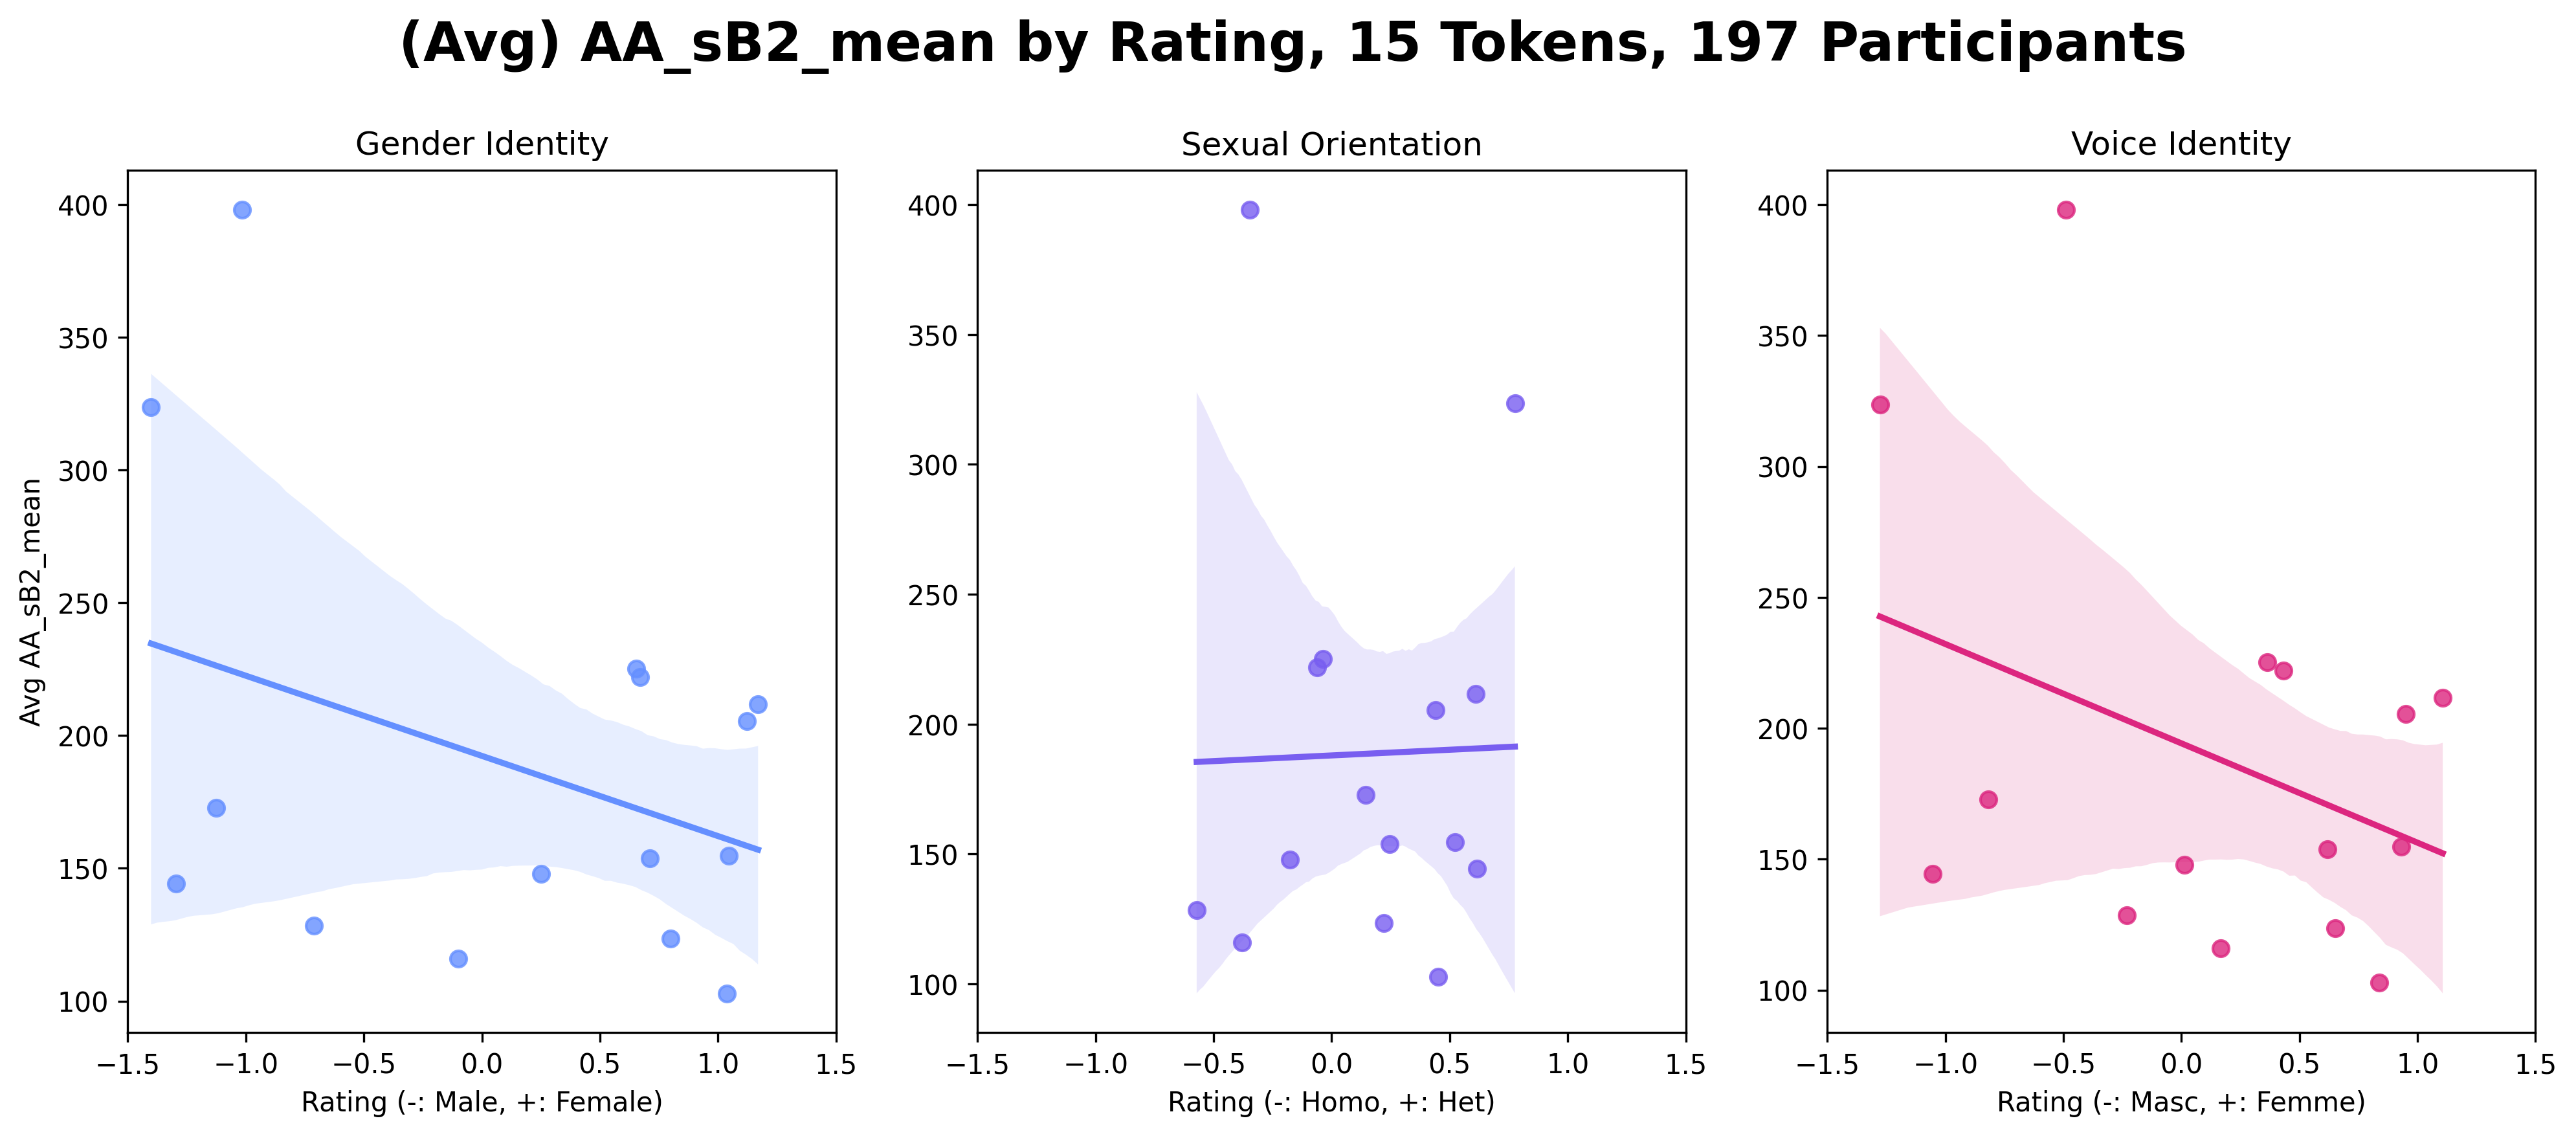 (Avg) AA_sB2_mean by Rating, 15 Tokens, 197 Participants
Gender Identity
Sexual Orientation
Voice Identity
Avg AA_sB2_mean
400
350
300
250
200
150
100
−1.5 −1.0 −0.5 0.0 0.5 1.0 1.5
Rating (-: Male, +: Female)
400
350
300
250
200
150
100
−1.5 −1.0 −0.5 0.0 0.5 1.0 1.5
Rating (-: Homo, +: Het)
400
350
300
250
200
150
100
−1.5 −1.0 −0.5 0.0 0.5 1.0 1.5
Rating (-: Masc, +: Femme)